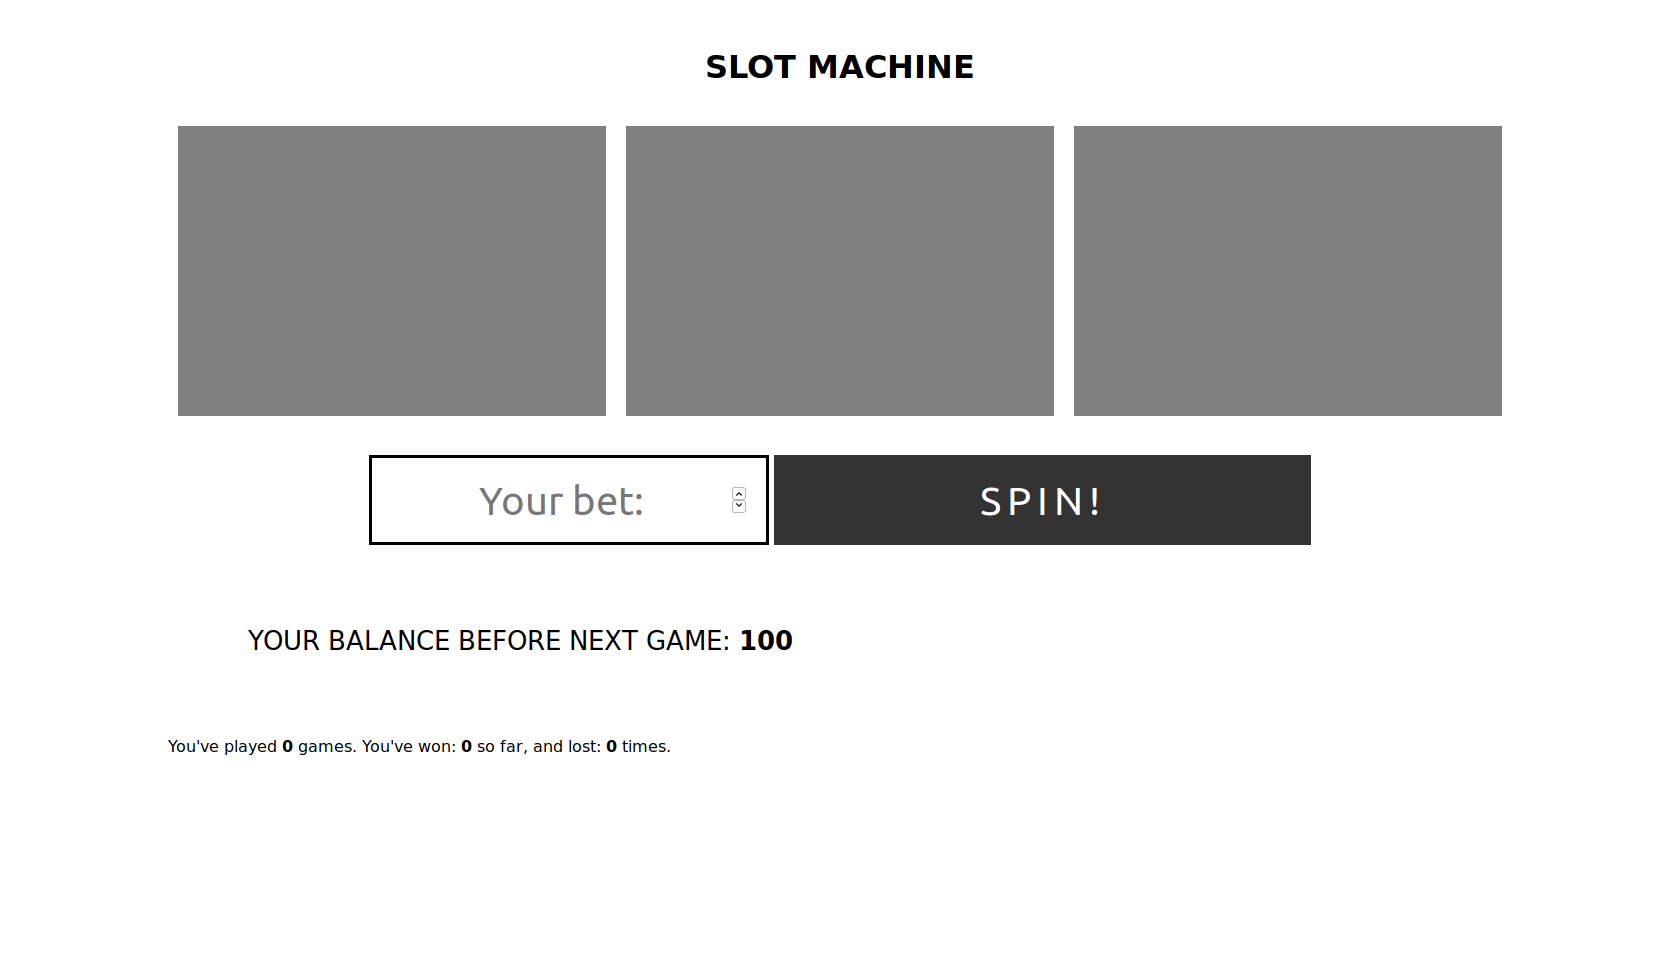 SLOT MACHINE
Your bet:
SPIN!
YOUR BALANCE BEFORE NEXT GAME: 100
You've played 0 games. You've won: 0 so far, and lost: 0 times.